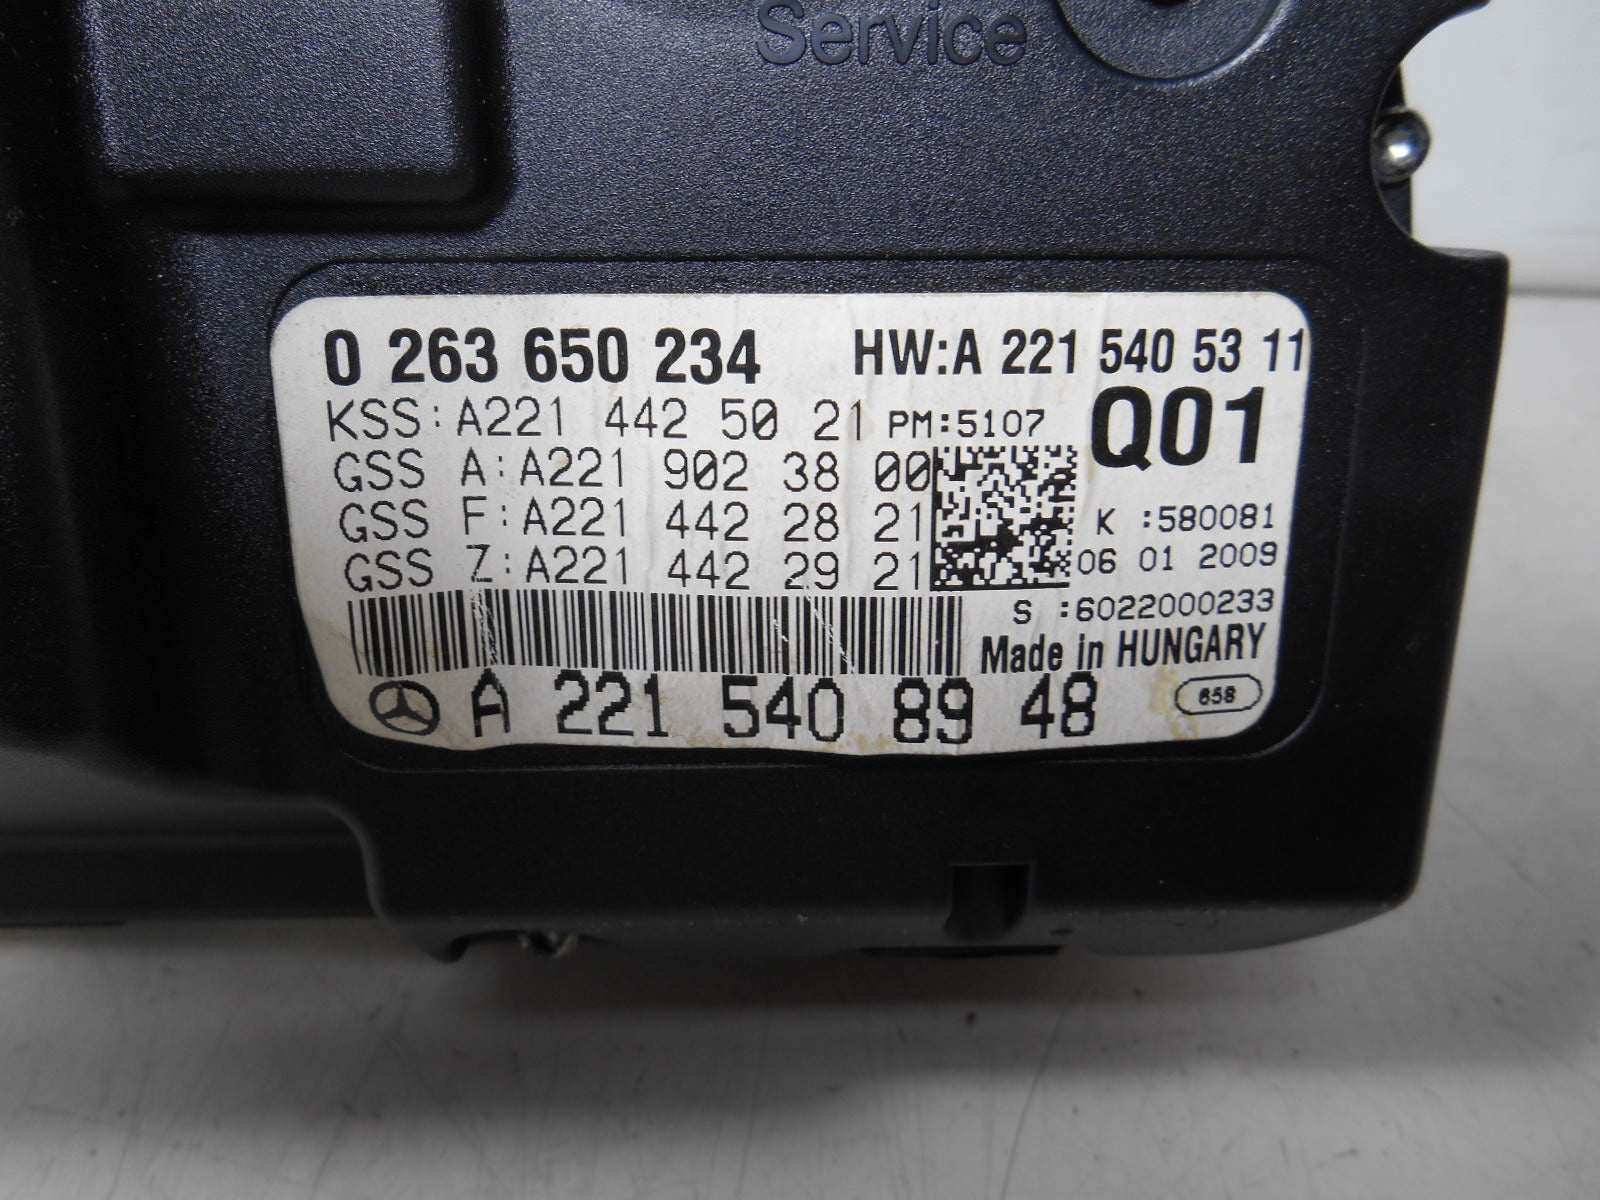 Service
0 263 650 234 HW:A 221 540 53 11
KSS:A221 442 50 21 PM:5107 Q01
GSS A:A221 902 38 00
GSS F:A221 442 28 21 K :580081
GSS Z:A221 442 29 21 06 01 2009
S :6022000233
Made in HUNGARY
A 221 540 89 48 658